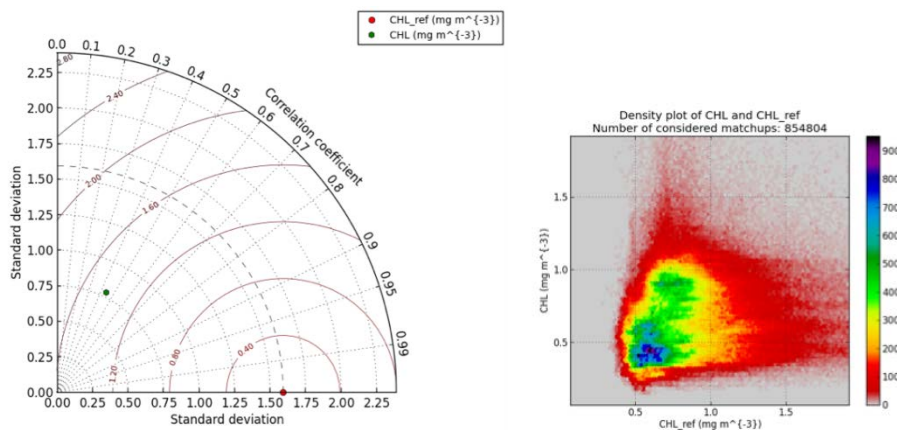 CHL_ref (mg m^{-3})
CHL (mg m^{-3})
0.0 0.1 0.2 0.3 0.4 0.5 0.6 0.7 0.8 0.9 0.95 0.99
Correlation coefficient
2.25
2.00
1.75
1.50
1.25
1.00
0.75
0.50
0.25
0.00
Standard deviation
2.80
2.40
2.00
1.60
1.20
0.80
0.40
0.00 0.25 0.50 0.75 1.00 1.25 1.50 1.75 2.00 2.25
Standard deviation
Density plot of CHL and CHL_ref
Number of considered matchups: 854804
1.5
1.0
0.5
CHL (mg m^{-3})
0.5 1.0 1.5
CHL_ref (mg m^{-3})
900
800
700
600
500
400
300
200
100
0